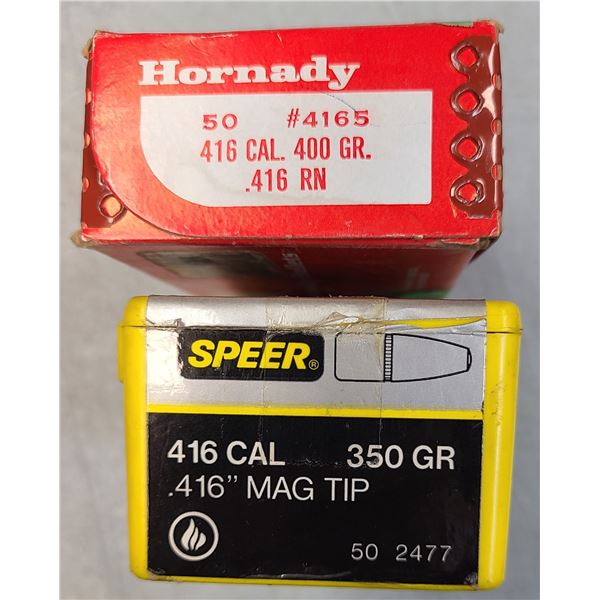 Hornady
50 #4165
416 CAL. 400 GR.
.416 RN
SPEER®
416 CAL 350 GR
.416" MAG TIP
50 2477